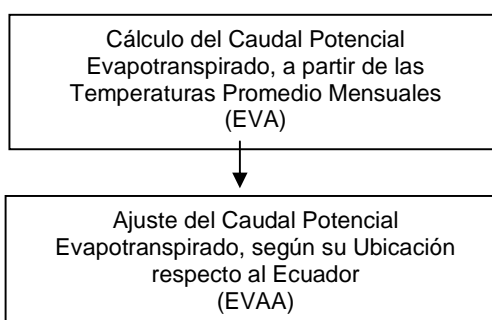 Cálculo del Caudal Potencial
Evapotranspirado, a partir de las
Temperaturas Promedio Mensuales
(EVA)
Ajuste del Caudal Potencial
Evapotranspirado, según su Ubicación
respecto al Ecuador
(EVAA)